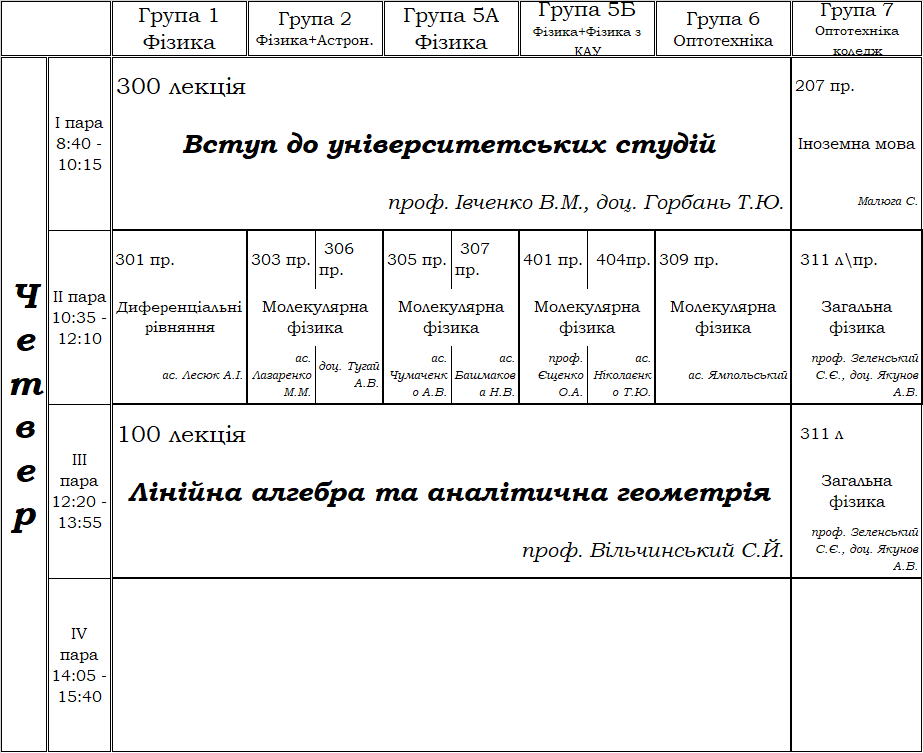 Група 1
Фізика
Група 2
Фізика+Астрон.
Група 5А
Фізика
Група 5Б
Фізика+Фізика з
КАУ
Група 6
Оптотехніка
Група 7
Оптотехніка
коледж
Ч
е
т
в
е
р
І пара
8:40 -
10:15
300 лекція
Вступ до університетських студій
проф. Івченко В.М., доц. Горбань Т.Ю.
207 пр.
Іноземна мова
Малюга С.
ІІ пара
10:35 -
12:10
301 пр.
Диференціальні
рівняння
ас. Лесюк А.І.
303 пр.
306
пр.
Молекулярна
фізика
ас.
Лазаренко
М.М.
доц. Тугай
А.В.
305 пр.
307
пр.
Молекулярна
фізика
ас.
Чумаченк
о А.В.
ас.
Башмаков
а Н.В.
401 пр.
404пр.
Молекулярна
фізика
проф.
Єщенко
О.А.
ас.
Ніколаєнк
о Т.Ю.
309 пр.
Молекулярна
фізика
ас. Ямпольський
311 л\пр.
Загальна
фізика
проф. Зеленський
С.Є., доц. Якунов
А.В.
ІІІ
пара
12:20 -
13:55
100 лекція
Лінійна алгебра та аналітична геометрія
проф. Вільчинський С.Й.
311 л
Загальна
фізика
проф. Зеленський
С.Є., доц. Якунов
А.В.
IV
пара
14:05 -
15:40